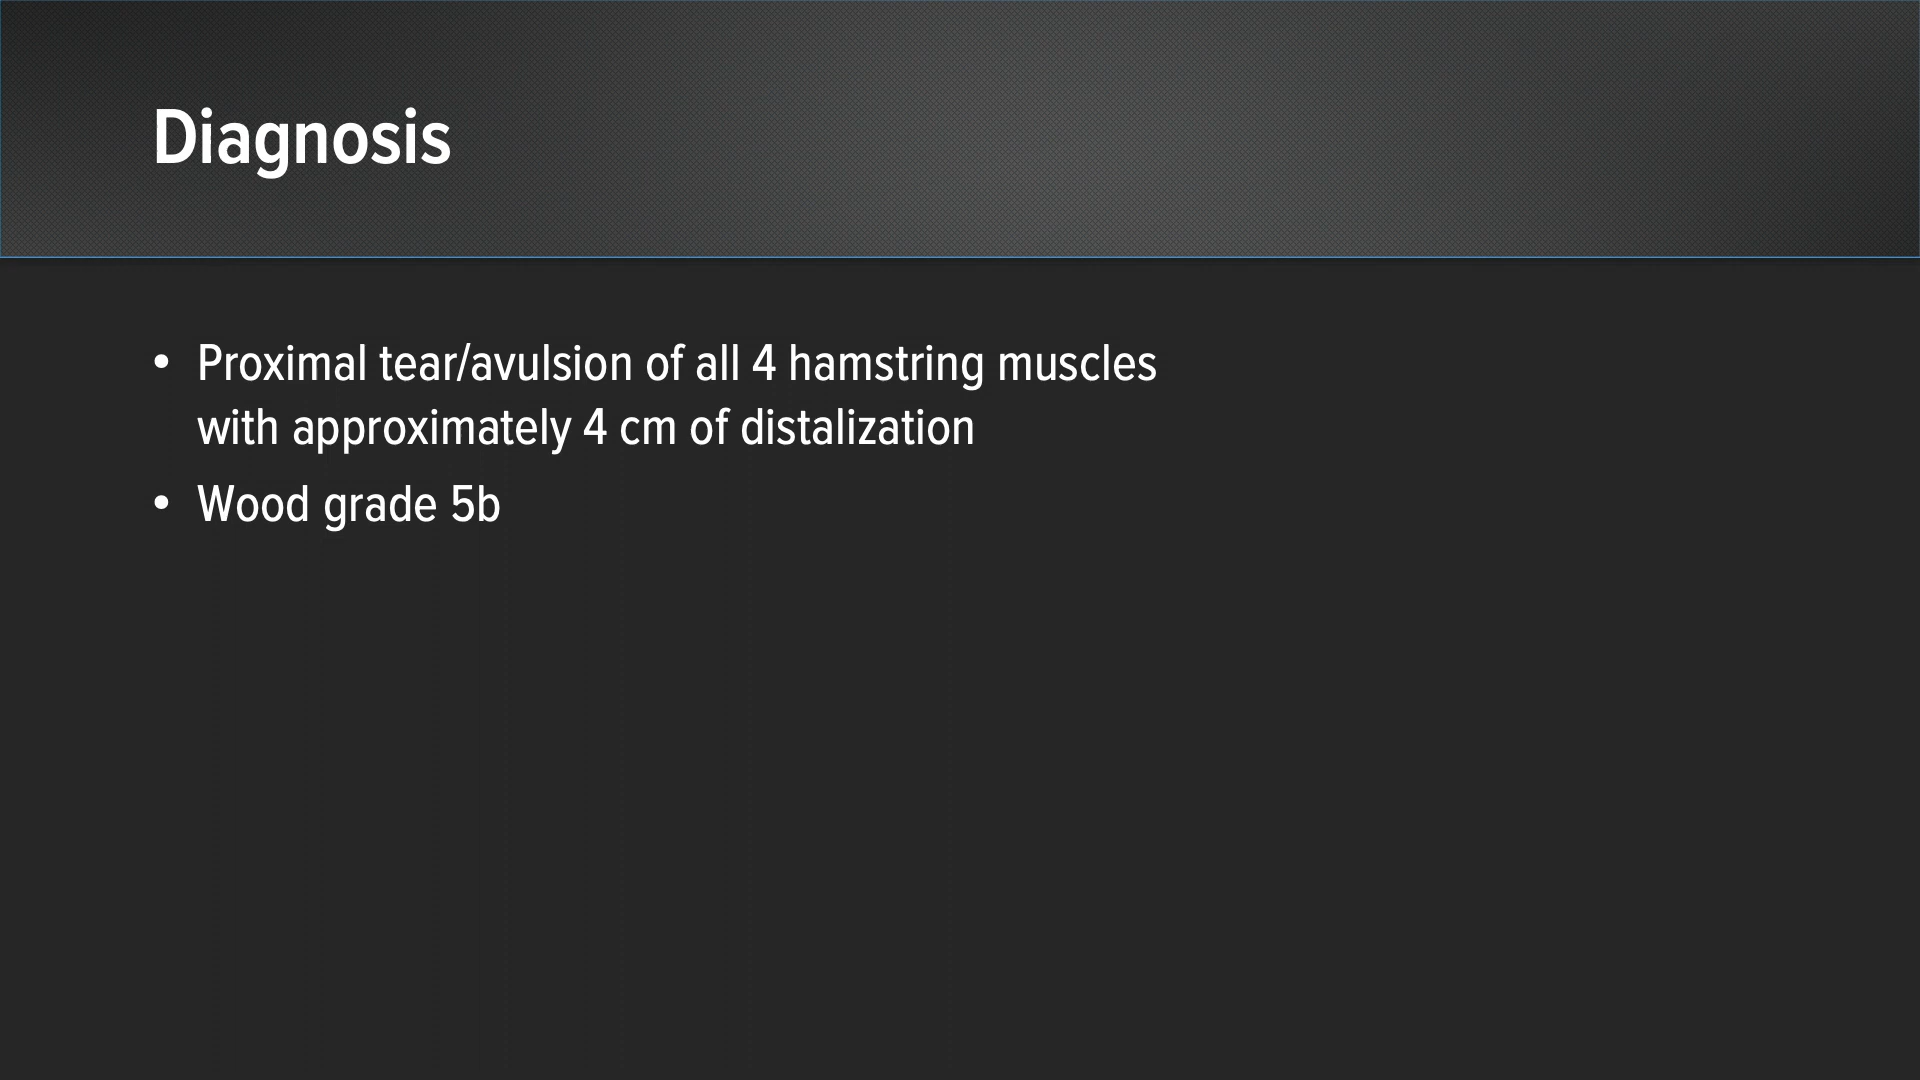 Diagnosis
• Proximal tear/avulsion of all 4 hamstring muscles
with approximately 4 cm of distalization
• Wood grade 5b